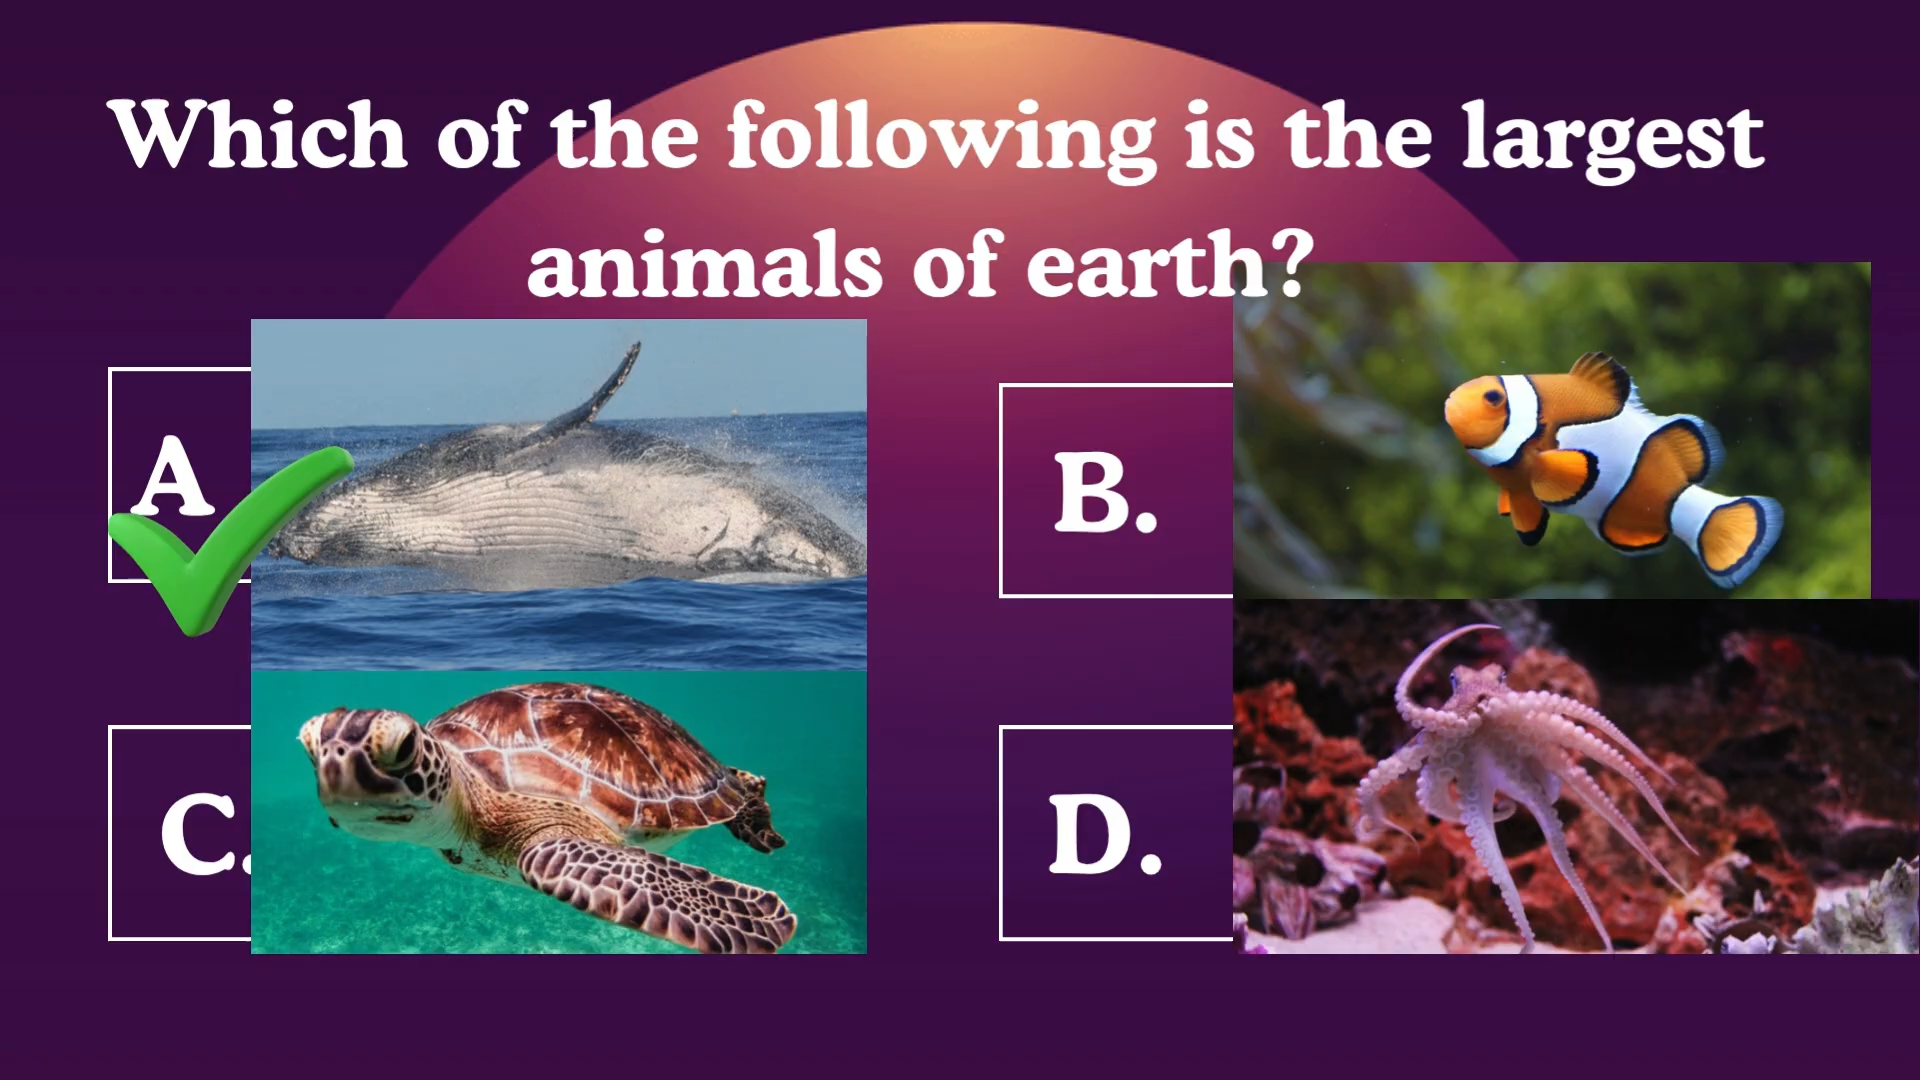 Which of the following is the largest
animals of earth?
A
B.
C.
D.